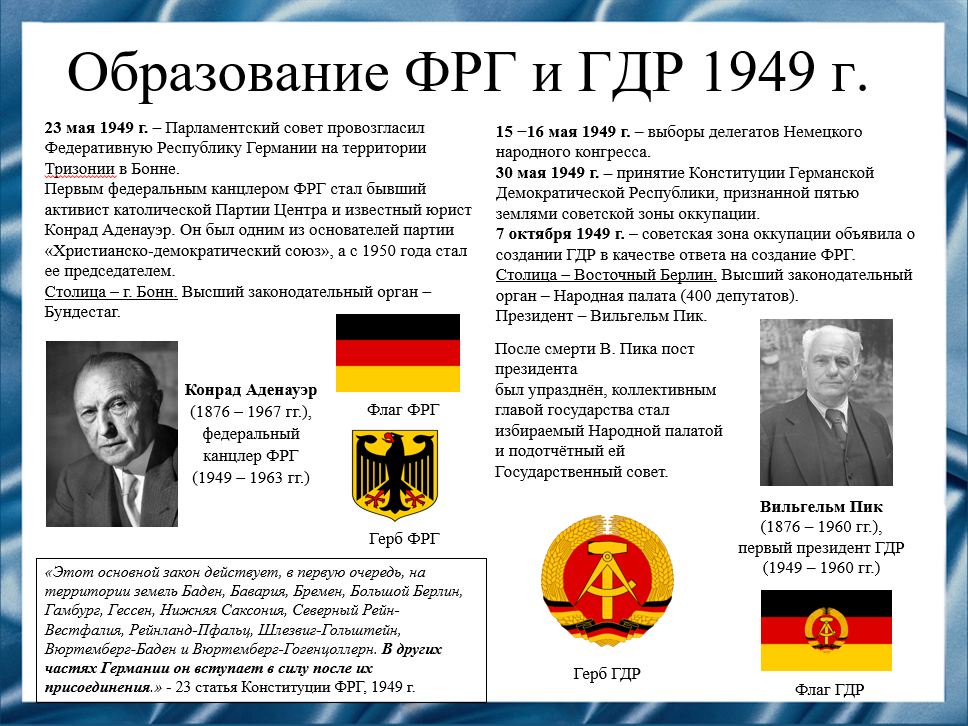 Образование ФРГ и ГДР 1949 г.
23 мая 1949 г. – Парламентский совет провозгласил
Федеративную Республику Германии на территории
Тризонии в Бонне.
Первым федеральным канцлером ФРГ стал бывший
активист католической Партии Центра и известный юрист
Конрад Аденауэр. Он был одним из основателей партии
«Христианско-демократический союз», а с 1950 года стал
ее председателем.
Столица – г. Бонн. Высший законодательный орган –
Бундестаг.
Конрад Аденауэр
(1876 – 1967 гг.),
федеральный
канцлер ФРГ
(1949 – 1963 гг.)
Флаг ФРГ
Герб ФРГ
«Этот основной закон действует, в первую очередь, на
территории земель Баден, Бавария, Бремен, Большой Берлин,
Гамбург, Гессен, Нижняя Саксония, Северный Рейн-
Вестфалия, Рейнланд-Пфальц, Шлезвиг-Гольштейн,
Вюртемберг-Баден и Вюртемберг-Гогенцоллерн. В других
частях Германии он вступает в силу после их
присоединения.» - 23 статья Конституции ФРГ, 1949 г.
15 –16 мая 1949 г. – выборы делегатов Немецкого
народного конгресса.
30 мая 1949 г. – принятие Конституции Германской
Демократической Республики, признанной пятью
землями советской зоны оккупации.
7 октября 1949 г. – советская зона оккупации объявила о
создании ГДР в качестве ответа на создание ФРГ.
Столица – Восточный Берлин. Высший законодательный
орган – Народная палата (400 депутатов).
Президент – Вильгельм Пик.
После смерти В. Пика пост
президента
был упразднён, коллективным
главой государства стал
избираемый Народной палатой
и подотчётный ей
Государственный совет.
Вильгельм Пик
(1876 – 1960 гг.),
первый президент ГДР
(1949 – 1960 гг.)
Герб ГДР
Флаг ГДР